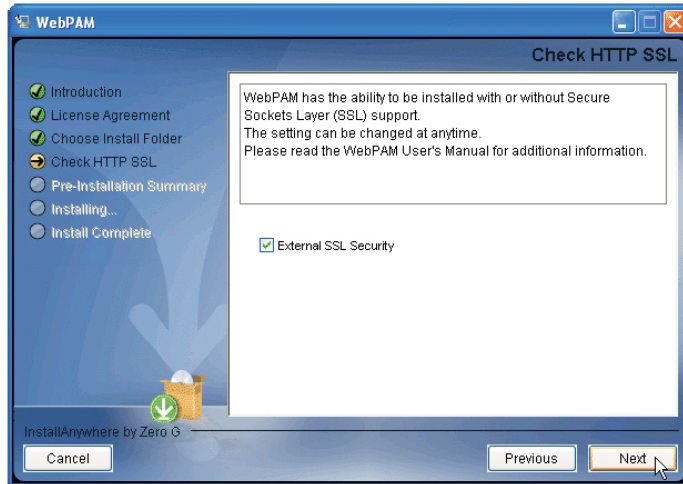 WebPAM
Check HTTP SSL
Introduction
License Agreement
Choose Install Folder
Check HTTP SSL
Pre-Installation Summary
Installing...
Install Complete
WebPAM has the ability to be installed with or without Secure
Sockets Layer (SSL) support.
The setting can be changed at anytime.
Please read the WebPAM User's Manual for additional information.
External SSL Security
InstallAnywhere by Zero G
Cancel
Previous
Next